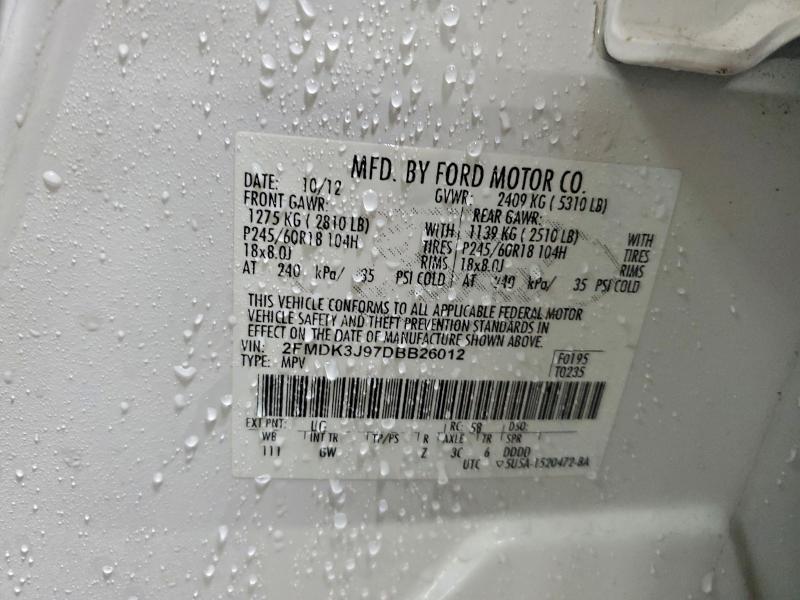 MFD. BY FORD MOTOR CO.
DATE: 10/12 GVWR: 2409 KG ( 5310 LB)
FRONT GAWR: REAR GAWR:
1275 KG ( 2810 LB) WITH 1139 KG ( 2510 LB) WITH
P245/60R18 104H TIRES P245/60R18 104H TIRES
18x8.0J RIMS 18x8.0J RIMS
AT 240 kPa/ 35 PSI COLD AT 240 kPa/ 35 PSI COLD
THIS VEHICLE CONFORMS TO ALL APPLICABLE FEDERAL MOTOR
VEHICLE SAFETY AND THEFT PREVENTION STANDARDS IN
EFFECT ON THE DATE OF MANUFACTURE SHOWN ABOVE.
VIN: 2FMDK3J97DBB26012 F0195
TYPE: MPV T0235
EXT PNT: UG RC: 58 DSO:
WB INT TR TP/PS R AXLE TR SPR
111 GW Z 3C 6 DDDD
UTC ▽5USA-1520472-BA